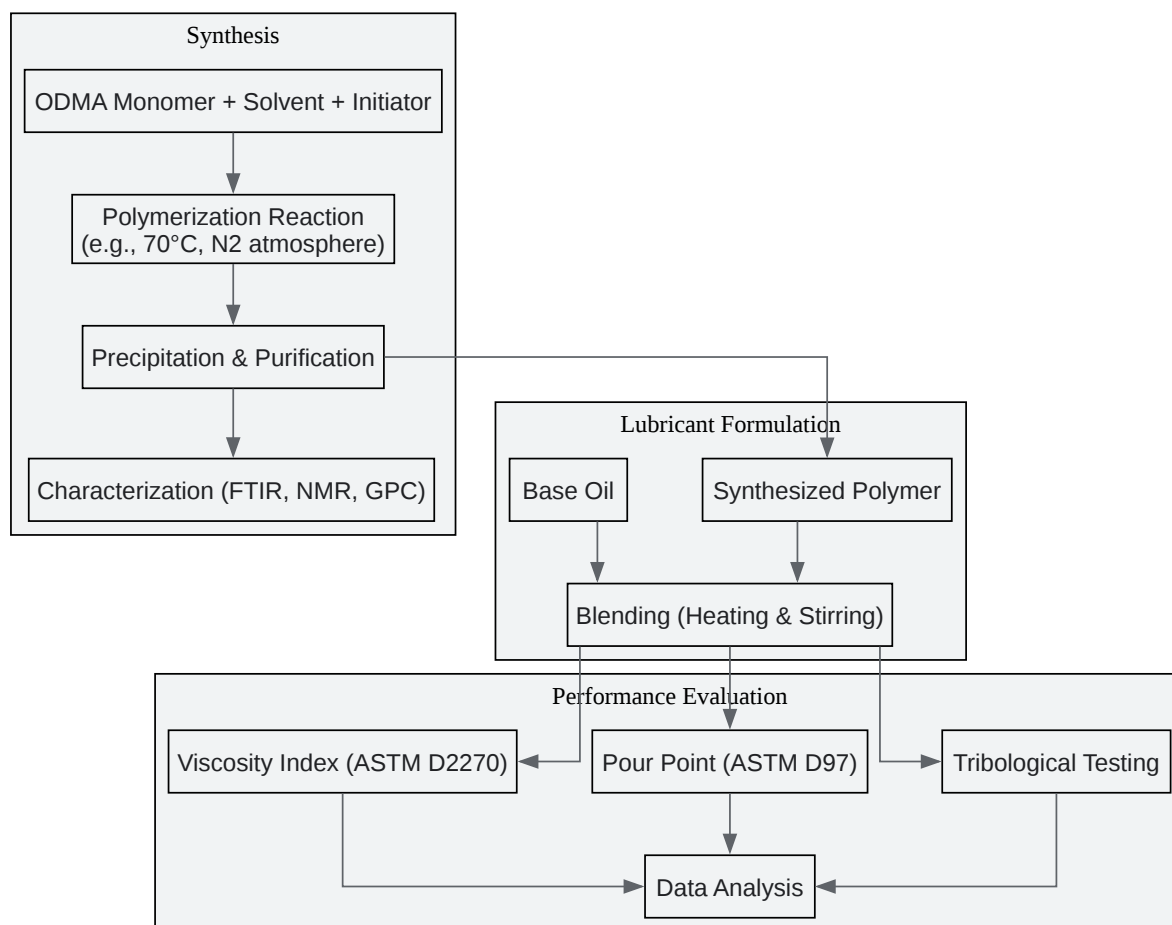 Synthesis
ODMA Monomer + Solvent + Initiator
Polymerization Reaction
(e.g., 70°C, N2 atmosphere)
Precipitation & Purification
Characterization (FTIR, NMR, GPC)
Lubricant Formulation
Base Oil
Synthesized Polymer
Blending (Heating & Stirring)
Performance Evaluation
Viscosity Index (ASTM D2270)
Pour Point (ASTM D97)
Tribological Testing
Data Analysis